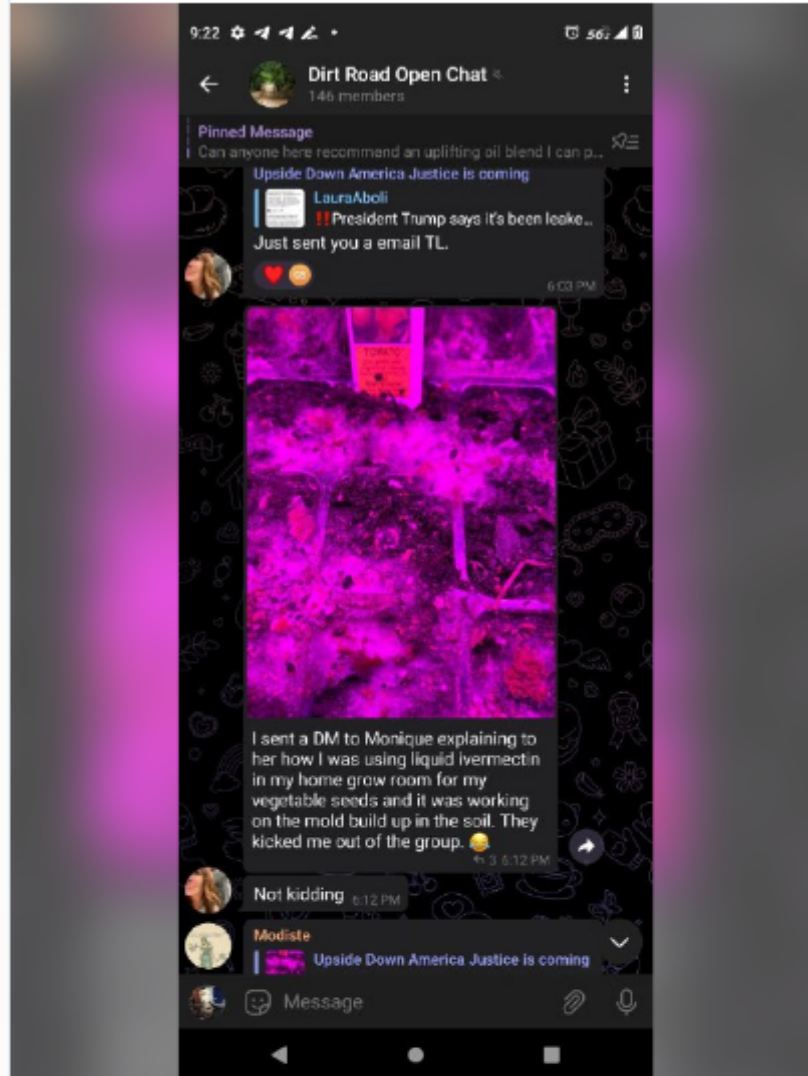 9:22
Dirt Road Open Chat
146 members
Pinned Message
Can anyone here recommend an uplifting oil blend I can p...
Upside Down America Justice is coming
LauraAboli
‼️President Trump says it's been leake...
Just sent you a email TL.
6:03 PM
TOMATO
I sent a DM to Monique explaining to
her how I was using liquid ivermectin
in my home grow room for my
vegetable seeds and it was working
on the mold build up in the soil. They
kicked me out of the group. 😂
3 6:12 PM
Not kidding 6:12 PM
Modiste
Upside Down America Justice is coming
Message